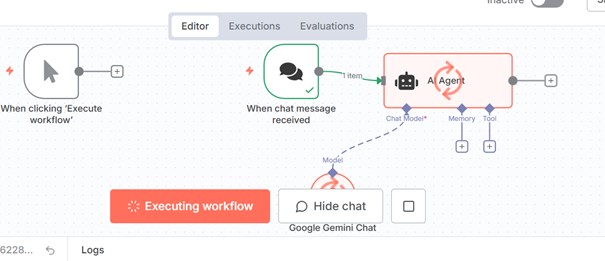 Inactive
Editor Executions Evaluations
1 item
AI Agent
When clicking ‘Execute
workflow’
When chat message
received
Chat Model*
Memory
Tool
Model
Executing workflow
Hide chat
Google Gemini Chat
6228...
Logs